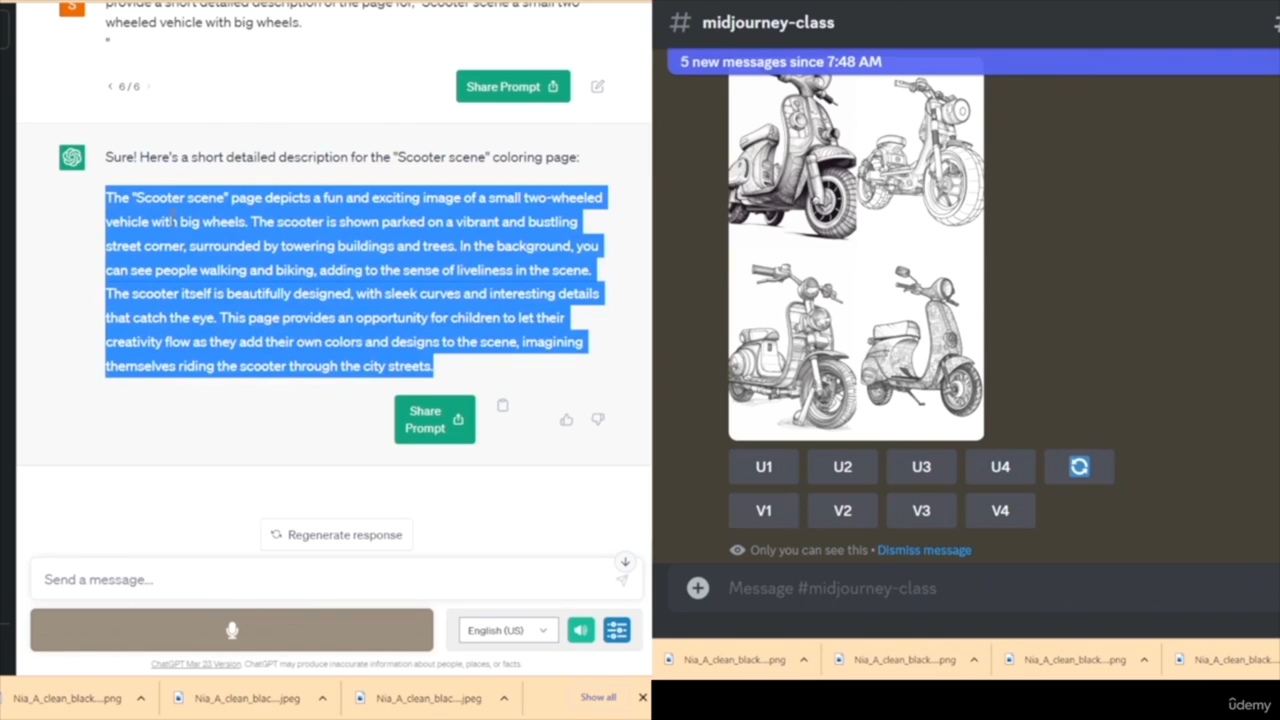 S
provide a short detailed description of the page for, "Scooter scene a small two
wheeled vehicle with big wheels.
"
< 6 / 6 >
Share Prompt
Sure! Here's a short detailed description for the "Scooter scene" coloring page:
The "Scooter scene" page depicts a fun and exciting image of a small two-wheeled
vehicle with big wheels. The scooter is shown parked on a vibrant and bustling
street corner, surrounded by towering buildings and trees. In the background, you
can see people walking and biking, adding to the sense of liveliness in the scene.
The scooter itself is beautifully designed, with sleek curves and interesting details
that catch the eye. This page provides an opportunity for children to let their
creativity flow as they add their own colors and designs to the scene, imagining
themselves riding the scooter through the city streets.
Share
Prompt
Regenerate response
Send a message...
English (US)
ChatGPT Mar 23 Version. ChatGPT may produce inaccurate information about people, places, or facts.
Nia_A_clean_black....png
Nia_A_clean_blac....jpeg
Nia_A_clean_blac....jpeg
Show all
# midjourney-class
5 new messages since 7:48 AM
U1 U2 U3 U4
V1 V2 V3 V4
Only you can see this • Dismiss message
Message #midjourney-class
Nia_A_clean_black....png
Nia_A_clean_black....png
Nia_A_clean_black....png
Nia_A_clean_black...
ûdemy